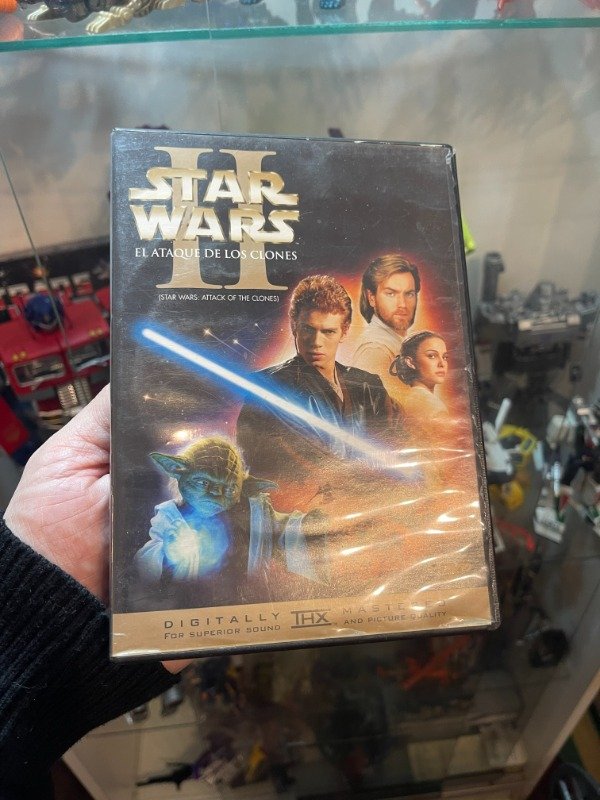 II
STAR
WARS
EL ATAQUE DE LOS CLONES
(STAR WARS: ATTACK OF THE CLONES)
DIGITALLY THX MASTERED
FOR SUPERIOR SOUND AND PICTURE QUALITY